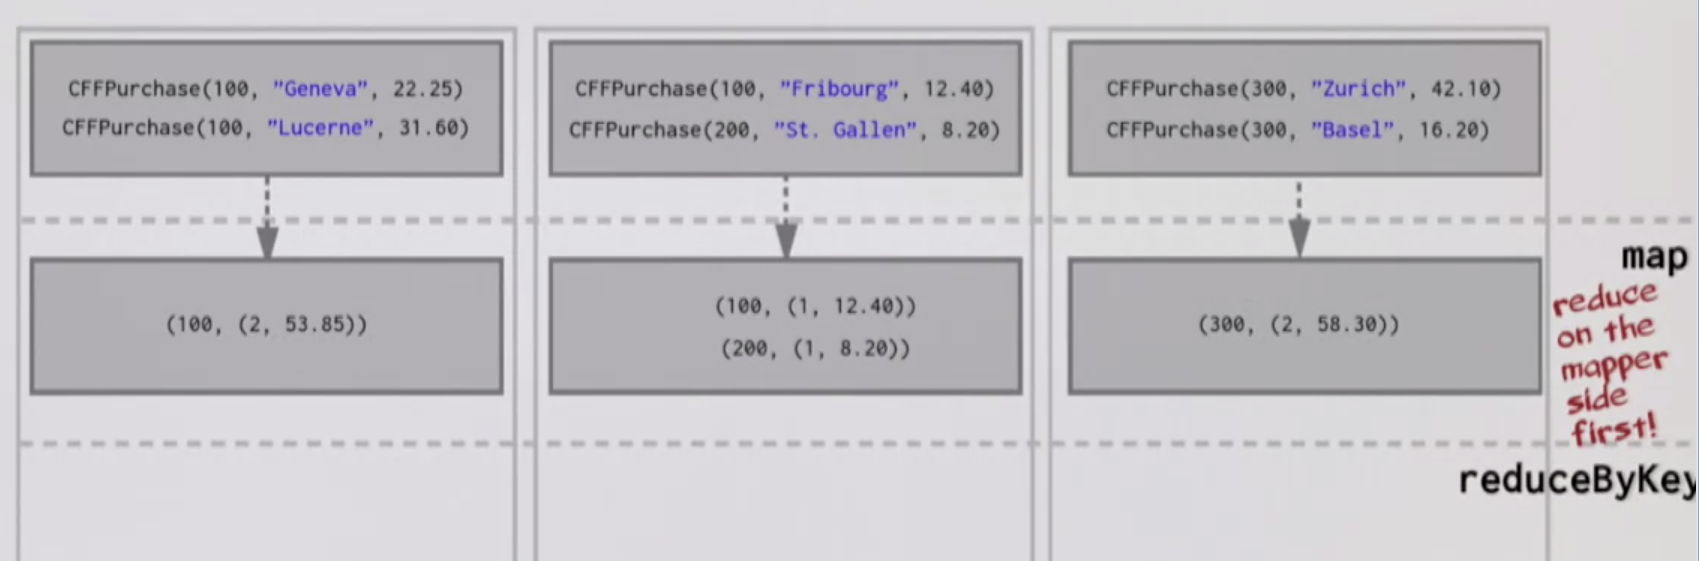 CFFPurchase(100, "Geneva", 22.25)
CFFPurchase(100, "Lucerne", 31.60)
CFFPurchase(100, "Fribourg", 12.40)
CFFPurchase(200, "St. Gallen", 8.20)
CFFPurchase(300, "Zurich", 42.10)
CFFPurchase(300, "Basel", 16.20)
(100, (2, 53.85))
(100, (1, 12.40))
(200, (1, 8.20))
(300, (2, 58.30))
map
reduce
on the
mapper
side
first!
reduceByKey